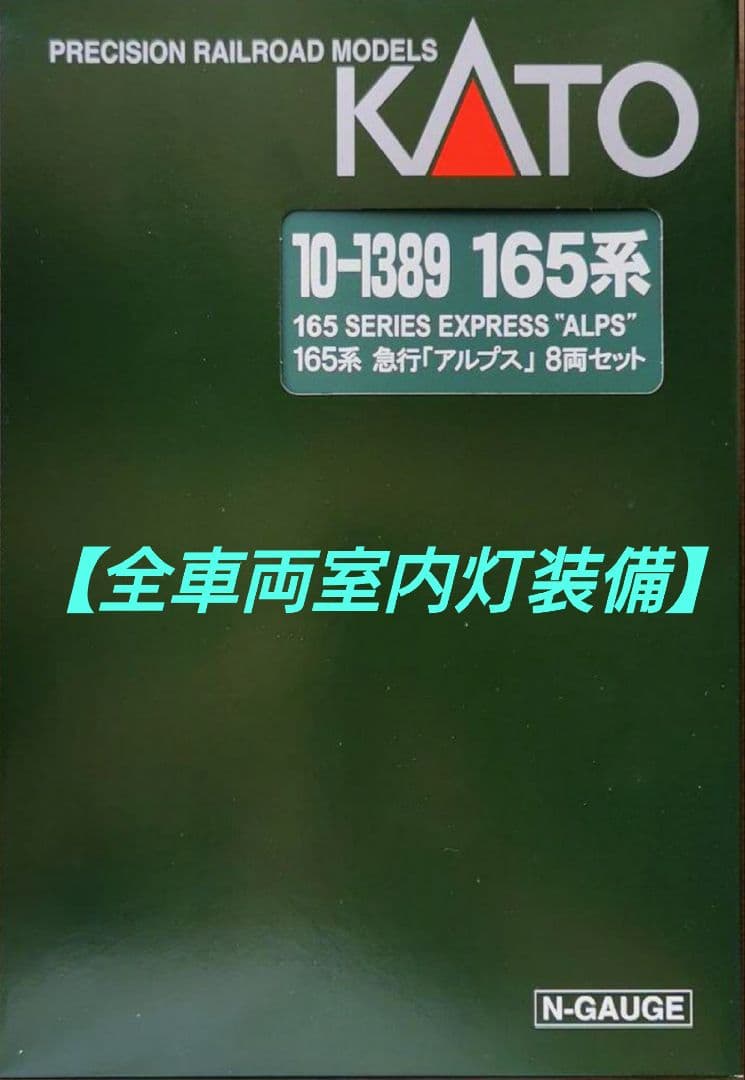 PRECISION RAILROAD MODELS
KATO
10-1389 165系
165 SERIES EXPRESS "ALPS"
165系 急行「アルプス」 8両セット
【全車両室内灯装備】
N-GAUGE